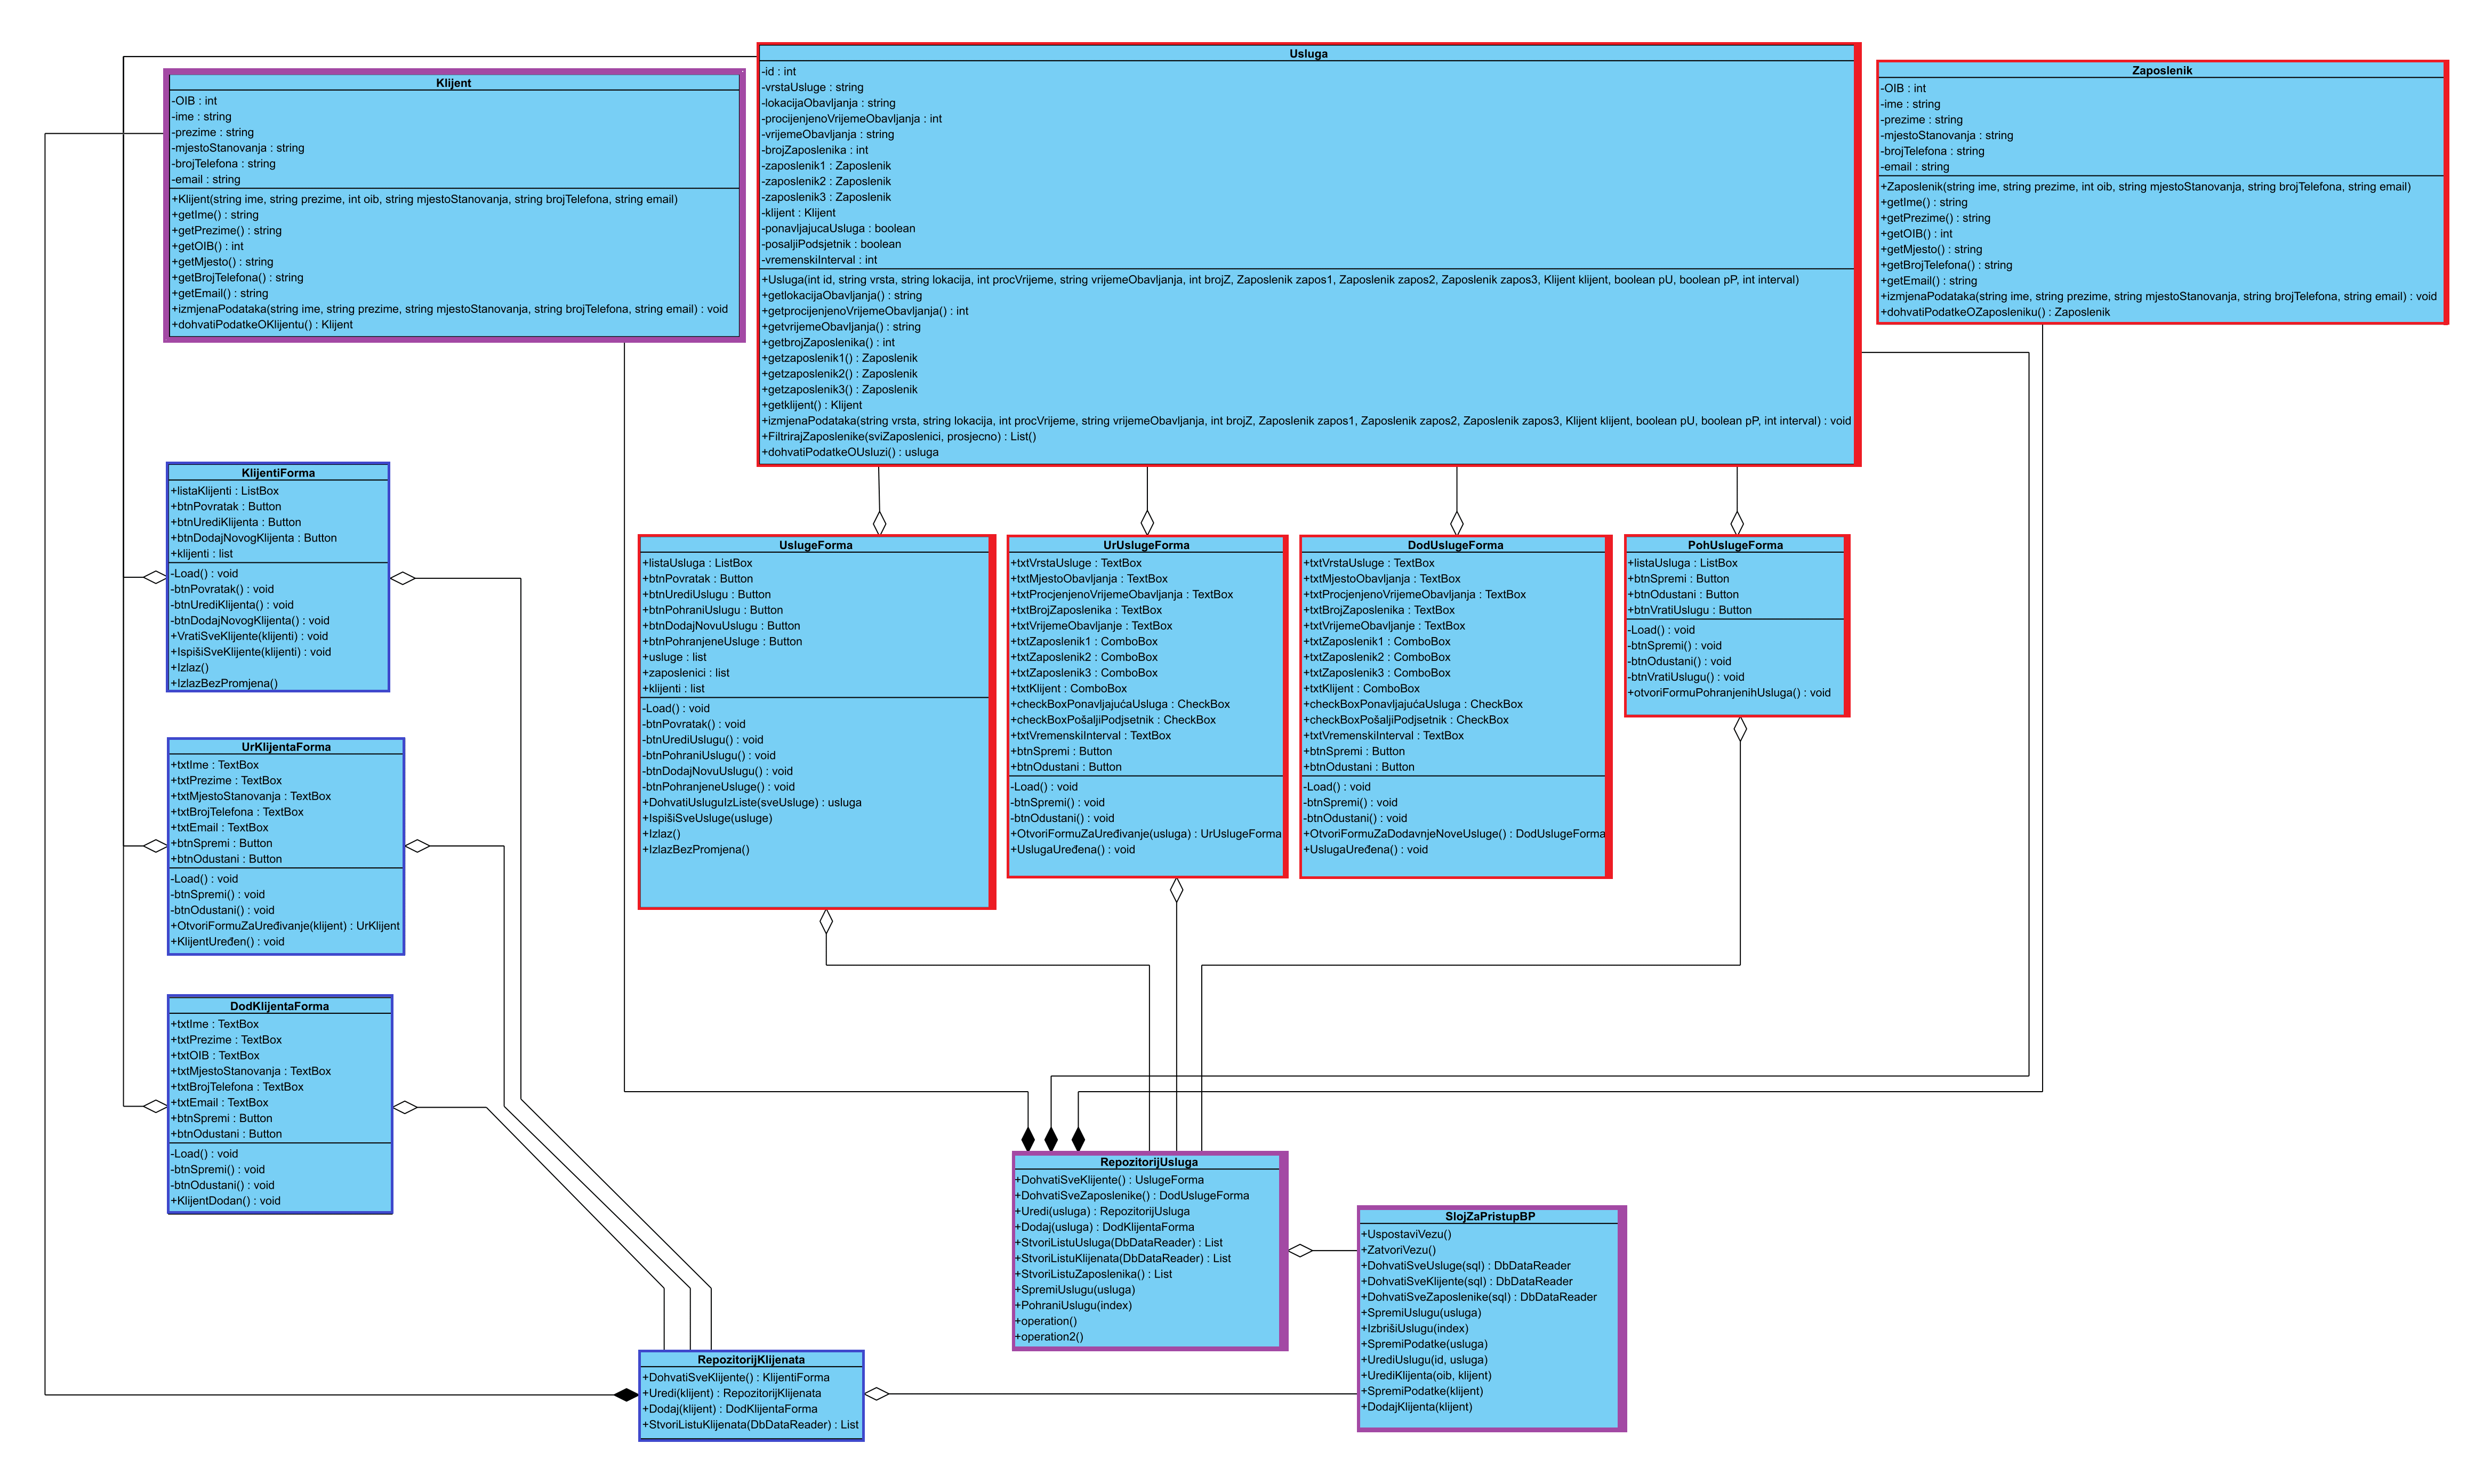 Klijent
-OIB : int
-ime : string
-prezime : string
-mjestoStanovanja : string
-brojTelefona : string
-email : string
+Klijent(string ime, string prezime, int oib, string mjestoStanovanja, string brojTelefona, string email)
+getIme() : string
+getPrezime() : string
+getOIB() : int
+getMjesto() : string
+getBrojTelefona() : string
+getEmail() : string
+izmjenaPodataka(string ime, string prezime, string mjestoStanovanja, string brojTelefona, string email) : void
+dohvatiPodatkeOKlijentu() : Klijent
Usluga
-id : int
-vrstaUsluge : string
-lokacijaObavljanja : string
-procijenjenoVrijemeObavljanja : int
-vrijemeObavljanja : string
-brojZaposlenika : int
-zaposlenik1 : Zaposlenik
-zaposlenik2 : Zaposlenik
-zaposlenik3 : Zaposlenik
-klijent : Klijent
-ponavljajucaUsluga : boolean
-posaljiPodsjetnik : boolean
-vremenskiInterval : int
+Usluga(int id, string vrsta, string lokacija, int procVrijeme, string vrijemeObavljanja, int brojZ, Zaposlenik zapos1, Zaposlenik zapos2, Zaposlenik zapos3, Klijent klijent, boolean pU, boolean pP, int interval)
+getlokacijaObavljanja() : string
+getprocijenjenoVrijemeObavljanja() : int
+getvrijemeObavljanja() : string
+getbrojZaposlenika() : int
+getzaposlenik1() : Zaposlenik
+getzaposlenik2() : Zaposlenik
+getzaposlenik3() : Zaposlenik
+getklijent() : Klijent
+izmjenaPodataka(string vrsta, string lokacija, int procVrijeme, string vrijemeObavljanja, int brojZ, Zaposlenik zapos1, Zaposlenik zapos2, Zaposlenik zapos3, Klijent klijent, boolean pU, boolean pP, int interval) : void
+FiltrirajZaposlenike(sviZaposlenici, prosjecno) : List()
+dohvatiPodatkeOUsluzi() : usluga
Zaposlenik
-OIB : int
-ime : string
-prezime : string
-mjestoStanovanja : string
-brojTelefona : string
-email : string
+Zaposlenik(string ime, string prezime, int oib, string mjestoStanovanja, string brojTelefona, string email)
+getIme() : string
+getPrezime() : string
+getOIB() : int
+getMjesto() : string
+getBrojTelefona() : string
+getEmail() : string
+izmjenaPodataka(string ime, string prezime, string mjestoStanovanja, string brojTelefona, string email) : void
+dohvatiPodatkeOZaposleniku() : Zaposlenik
KlijentiForma
+listaKlijenti : ListBox
+btnPovratak : Button
+btnUrediKlijenta : Button
+btnDodajNovogKlijenta : Button
+klijenti : list
-Load() : void
-btnPovratak() : void
-btnUrediKlijenta() : void
-btnDodajNovogKlijenta() : void
+VratiSveKlijente(klijenti) : void
+IspišiSveKlijente(klijenti) : void
+Izlaz()
+IzlazBezPromjena()
UslugeForma
+listaUsluga : ListBox
+btnPovratak : Button
+btnUrediUslugu : Button
+btnPohraniUslugu : Button
+btnDodajNovuUslugu : Button
+btnPohranjeneUsluge : Button
+usluge : list
+zaposlenici : list
+klijenti : list
-Load() : void
-btnPovratak() : void
-btnUrediUslugu() : void
-btnPohraniUslugu() : void
-btnDodajNovuUslugu() : void
-btnPohranjeneUsluge() : void
+DohvatiUsluguIzListe(sveUsluge) : usluga
+IspišiSveUsluge(usluge)
+Izlaz()
+IzlazBezPromjena()
UrUslugeForma
+txtVrstaUsluge : TextBox
+txtMjestoObavljanja : TextBox
+txtProcjenjenoVrijemeObavljanja : TextBox
+txtBrojZaposlenika : TextBox
+txtVrijemeObavljanje : TextBox
+txtZaposlenik1 : ComboBox
+txtZaposlenik2 : ComboBox
+txtZaposlenik3 : ComboBox
+txtKlijent : ComboBox
+checkBoxPonavljajućaUsluga : CheckBox
+checkBoxPošaljiPodjsetnik : CheckBox
+txtVremenskiInterval : TextBox
+btnSpremi : Button
+btnOdustani : Button
-Load() : void
-btnSpremi() : void
-btnOdustani() : void
+OtvoriFormuZaUređivanje(usluga) : UrUslugeForma
+UslugaUređena() : void
DodUslugeForma
+txtVrstaUsluge : TextBox
+txtMjestoObavljanja : TextBox
+txtProcjenjenoVrijemeObavljanja : TextBox
+txtBrojZaposlenika : TextBox
+txtVrijemeObavljanje : TextBox
+txtZaposlenik1 : ComboBox
+txtZaposlenik2 : ComboBox
+txtZaposlenik3 : ComboBox
+txtKlijent : ComboBox
+checkBoxPonavljajućaUsluga : CheckBox
+checkBoxPošaljiPodjsetnik : CheckBox
+txtVremenskiInterval : TextBox
+btnSpremi : Button
+btnOdustani : Button
-Load() : void
-btnSpremi() : void
-btnOdustani() : void
+OtvoriFormuZaDodavnjeNoveUsluge() : DodUslugeForma
+UslugaUređena() : void
PohUslugeForma
+listaUsluga : ListBox
+btnSpremi : Button
+btnOdustani : Button
+btnVratiUslugu : Button
-Load() : void
-btnSpremi() : void
-btnOdustani() : void
-btnVratiUslugu() : void
+otvoriFormuPohranjenihUsluga() : void
UrKlijentaForma
+txtIme : TextBox
+txtPrezime : TextBox
+txtMjestoStanovanja : TextBox
+txtBrojTelefona : TextBox
+txtEmail : TextBox
+btnSpremi : Button
+btnOdustani : Button
-Load() : void
-btnSpremi() : void
-btnOdustani() : void
+OtvoriFormuZaUređivanje(klijent) : UrKlijent
+KlijentUređen() : void
DodKlijentaForma
+txtIme : TextBox
+txtPrezime : TextBox
+txtOIB : TextBox
+txtMjestoStanovanja : TextBox
+txtBrojTelefona : TextBox
+txtEmail : TextBox
+btnSpremi : Button
+btnOdustani : Button
-Load() : void
-btnSpremi() : void
-btnOdustani() : void
+KlijentDodan() : void
RepozitorijUsluga
+DohvatiSveKlijente() : UslugeForma
+DohvatiSveZaposlenike() : DodUslugeForma
+Uredi(usluga) : RepozitorijUsluga
+Dodaj(usluga) : DodKlijentaForma
+StvoriListuUsluga(DbDataReader) : List
+StvoriListuKlijenata(DbDataReader) : List
+StvoriListuZaposlenika() : List
+SpremiUslugu(usluga)
+PohraniUslugu(index)
+operation()
+operation2()
SlojZaPristupBP
+UspostaviVezu()
+ZatvoriVezu()
+DohvatiSveUsluge(sql) : DbDataReader
+DohvatiSveKlijente(sql) : DbDataReader
+DohvatiSveZaposlenike(sql) : DbDataReader
+SpremiUslugu(usluga)
+IzbrišiUslugu(index)
+SpremiPodatke(usluga)
+UrediUslugu(id, usluga)
+UrediKlijenta(oib, klijent)
+SpremiPodatke(klijent)
+DodajKlijenta(klijent)
RepozitorijKlijenata
+DohvatiSveKlijente() : KlijentiForma
+Uredi(klijent) : RepozitorijKlijenata
+Dodaj(klijent) : DodKlijentaForma
+StvoriListuKlijenata(DbDataReader) : List